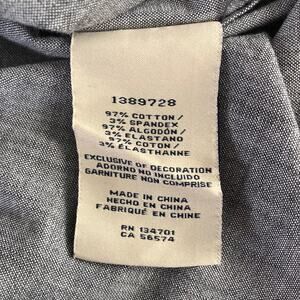 1389728
97% COTTON /
3% SPANDEX
97% ALGODÓN /
3% ELASTANO
97% COTON /
3% ÉLASTHANNE
EXCLUSIVE OF DECORATION
ADORNO NO INCLUIDO
GARNITURE NON COMPRISE
MADE IN CHINA
HECHO EN CHINA
FABRIQUÉ EN CHINE
RN 134701
CA 56574